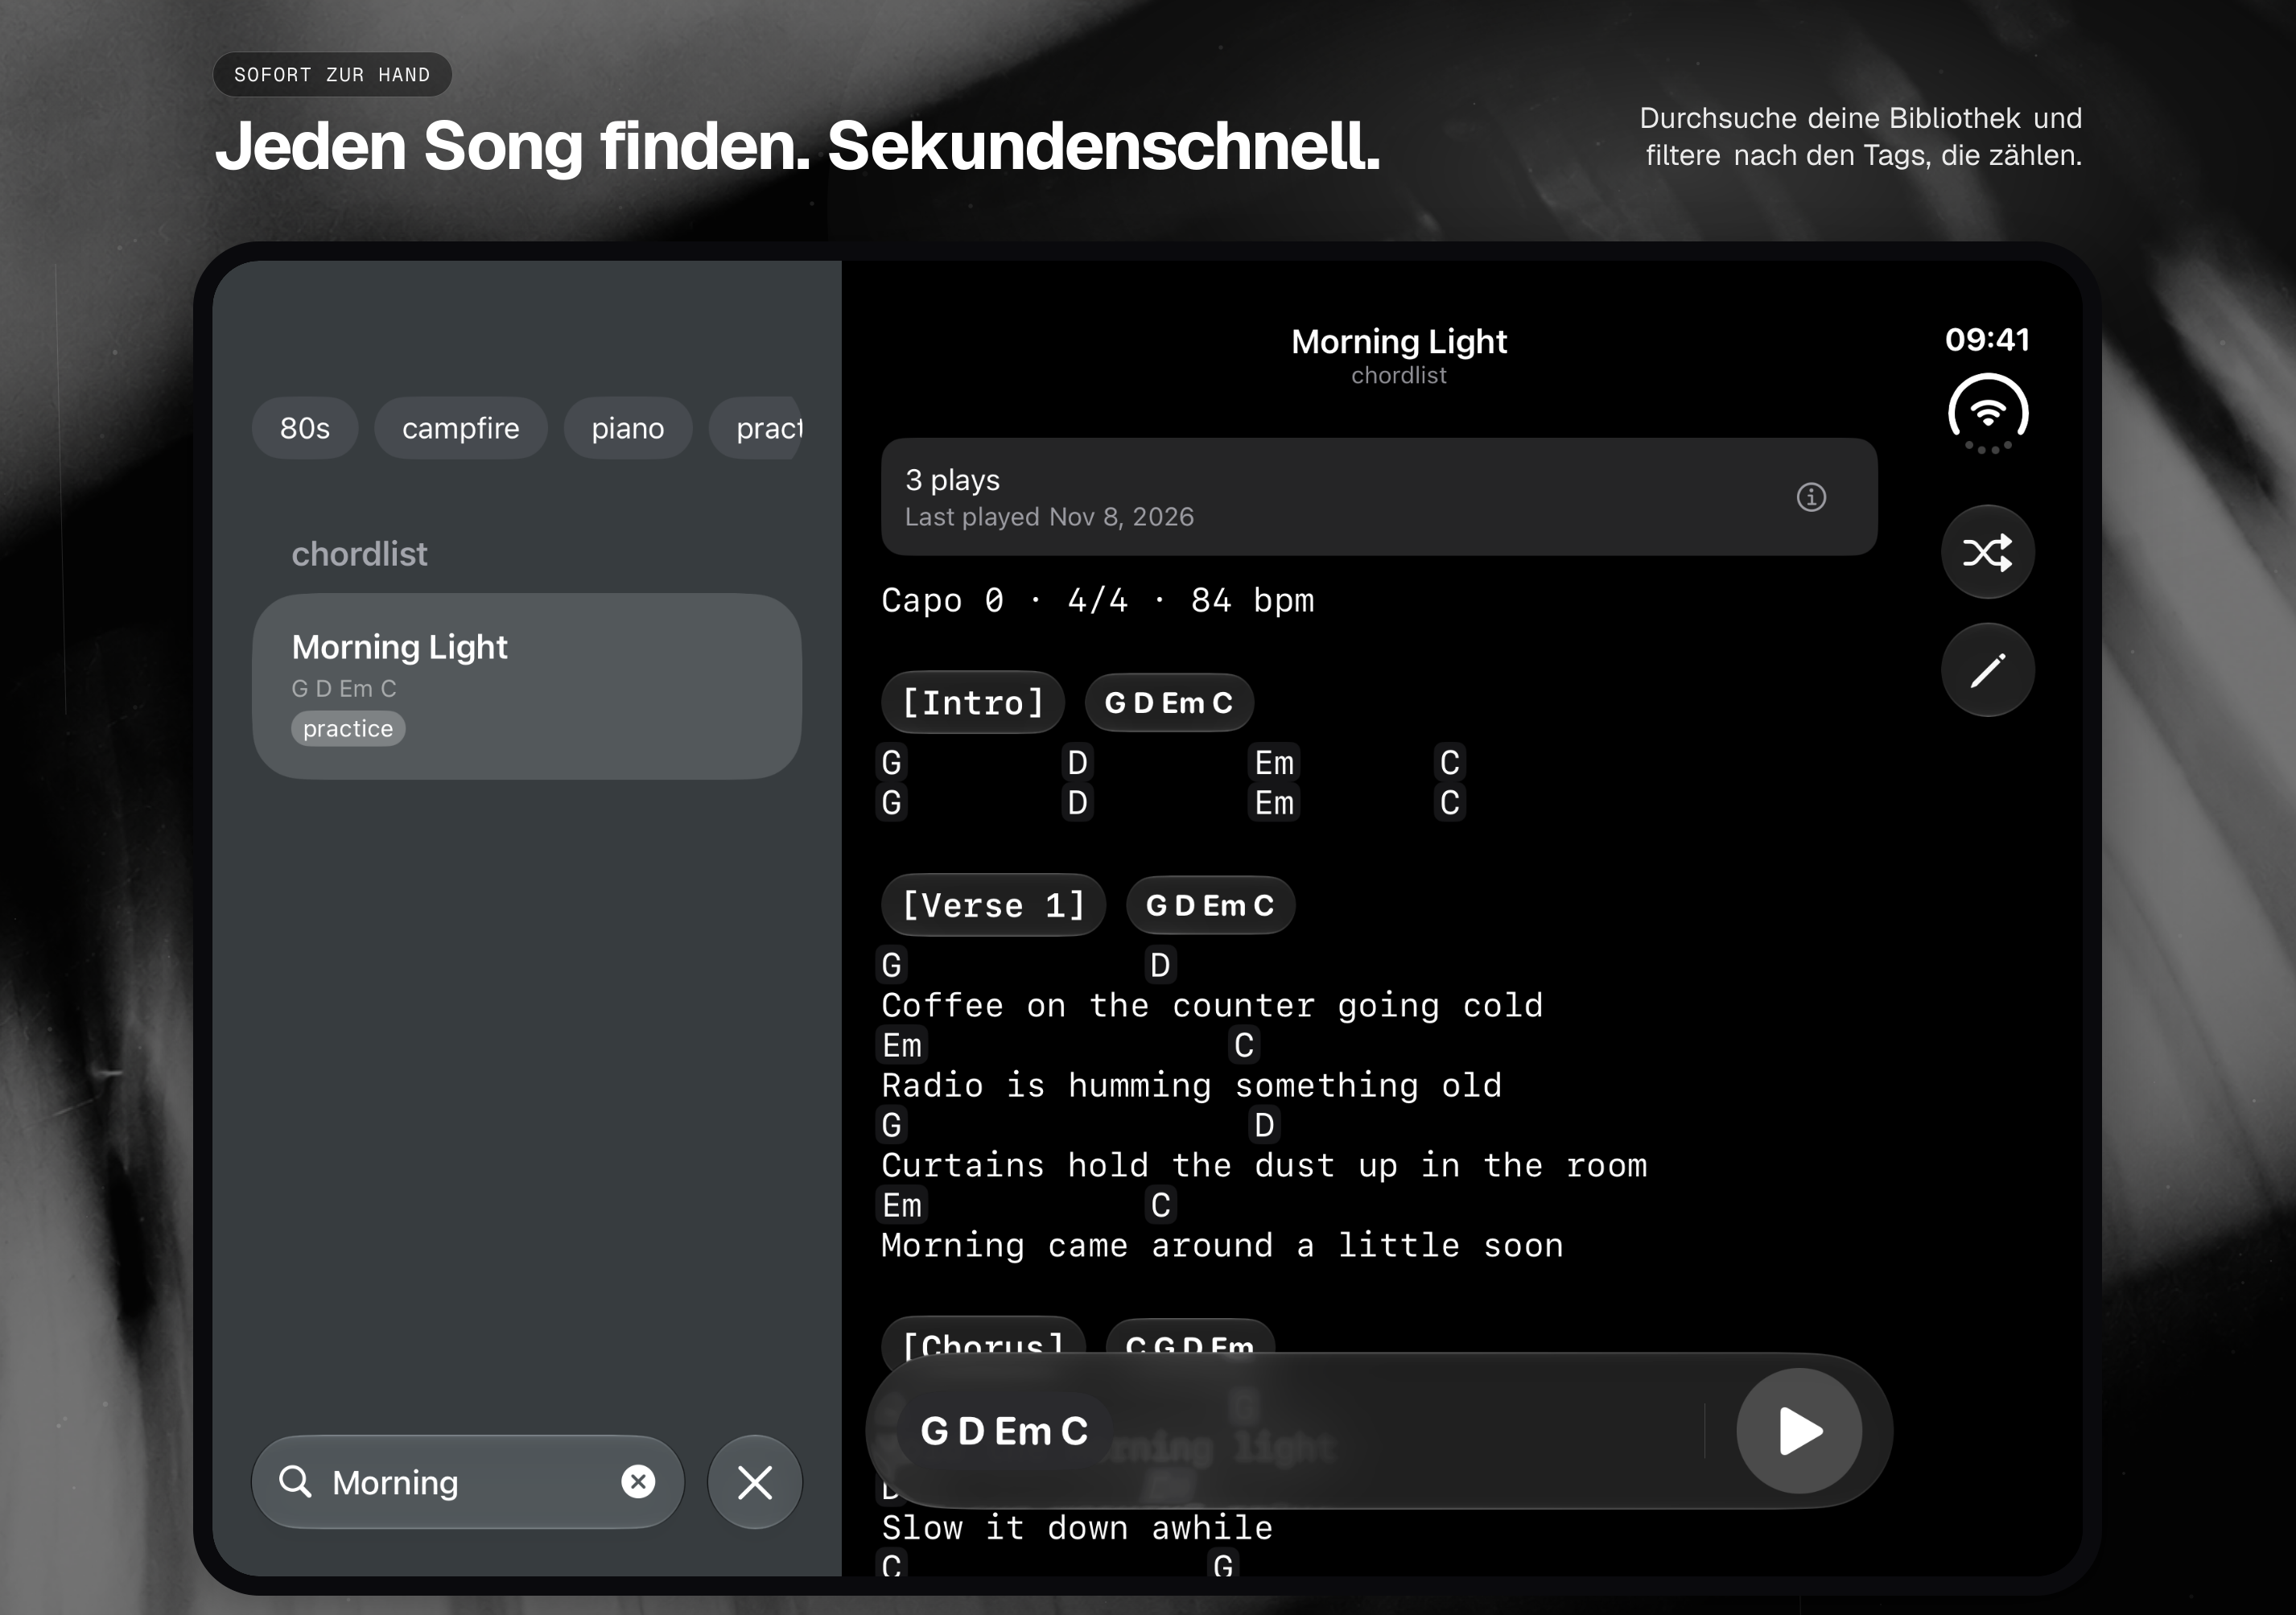 SOFORT ZUR HAND
Jeden Song finden. Sekundenschnell.
Durchsuche deine Bibliothek und
filtere nach den Tags, die zählen.
80s campfire piano pract
chordlist
Morning Light
G D Em C
practice
Morning
Morning Light
chordlist
09:41
3 plays
Last played Nov 8, 2026
Capo 0 · 4/4 · 84 bpm
[Intro] G D Em C
G D Em C
G D Em C
[Verse 1] G D Em C
G D
Coffee on the counter going cold
Em C
Radio is humming something old
G D
Curtains hold the dust up in the room
Em C
Morning came around a little soon
[Chorus] C G D Em
G D Em C
Slow it down awhile
C G